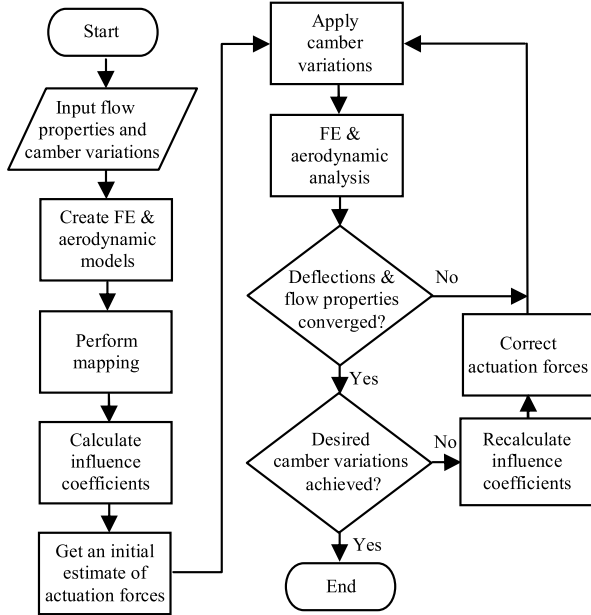 Start
Input flow
properties and
camber variations
Create FE &
aerodynamic
models
Perform
mapping
Calculate
influence
coefficients
Get an initial
estimate of
actuation forces
Apply
camber
variations
FE &
aerodynamic
analysis
Deflections &
flow properties
converged?
No
Yes
Correct
actuation forces
Desired
camber variations
achieved?
No
Recalculate
influence
coefficients
Yes
End